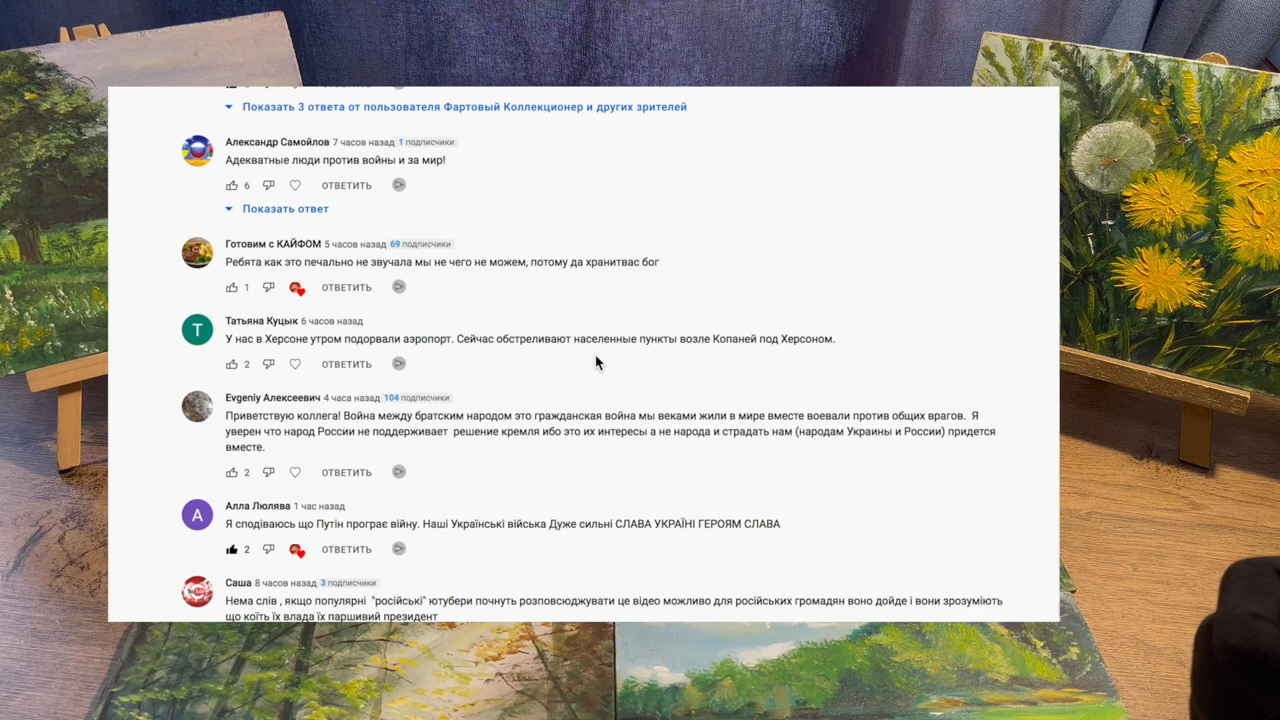 Показать 3 ответа от пользователя Фартовый Коллекционер и других зрителей
Александр Самойлов 7 часов назад 1 подписчики
Адекватные люди против войны и за мир!
6 ОТВЕТИТЬ
Показать ответ
Готовим с КАЙФОМ 5 часов назад 69 подписчики
Ребята как это печально не звучала мы не чего не можем, потому да хранитвас бог
1 ОТВЕТИТЬ
Т
Татьяна Куцык 6 часов назад
У нас в Херсоне утром подорвали аэропорт. Сейчас обстреливают населенные пункты возле Копаней под Херсоном.
2 ОТВЕТИТЬ
Evgeniy Алексеевич 4 часа назад 104 подписчики
Приветствую коллега! Война между братским народом это гражданская война мы веками жили в мире вместе воевали против общих врагов. Я
уверен что народ России не поддерживает решение кремля ибо это их интересы а не народа и страдать нам (народам Украины и России) придется
вместе.
2 ОТВЕТИТЬ
А
Алла Люлява 1 час назад
Я сподіваюсь що Путін програє війну. Наші Українські війська Дуже сильні СЛАВА УКРАЇНІ ГЕРОЯМ СЛАВА
2 ОТВЕТИТЬ
Саша 8 часов назад 3 подписчики
Нема слів , якщо популярні "російські" ютубери почнуть розповсюджувати це відео можливо для російських громадян воно дойде і вони зрозуміють
що коїть їх влада їх паршивий президент